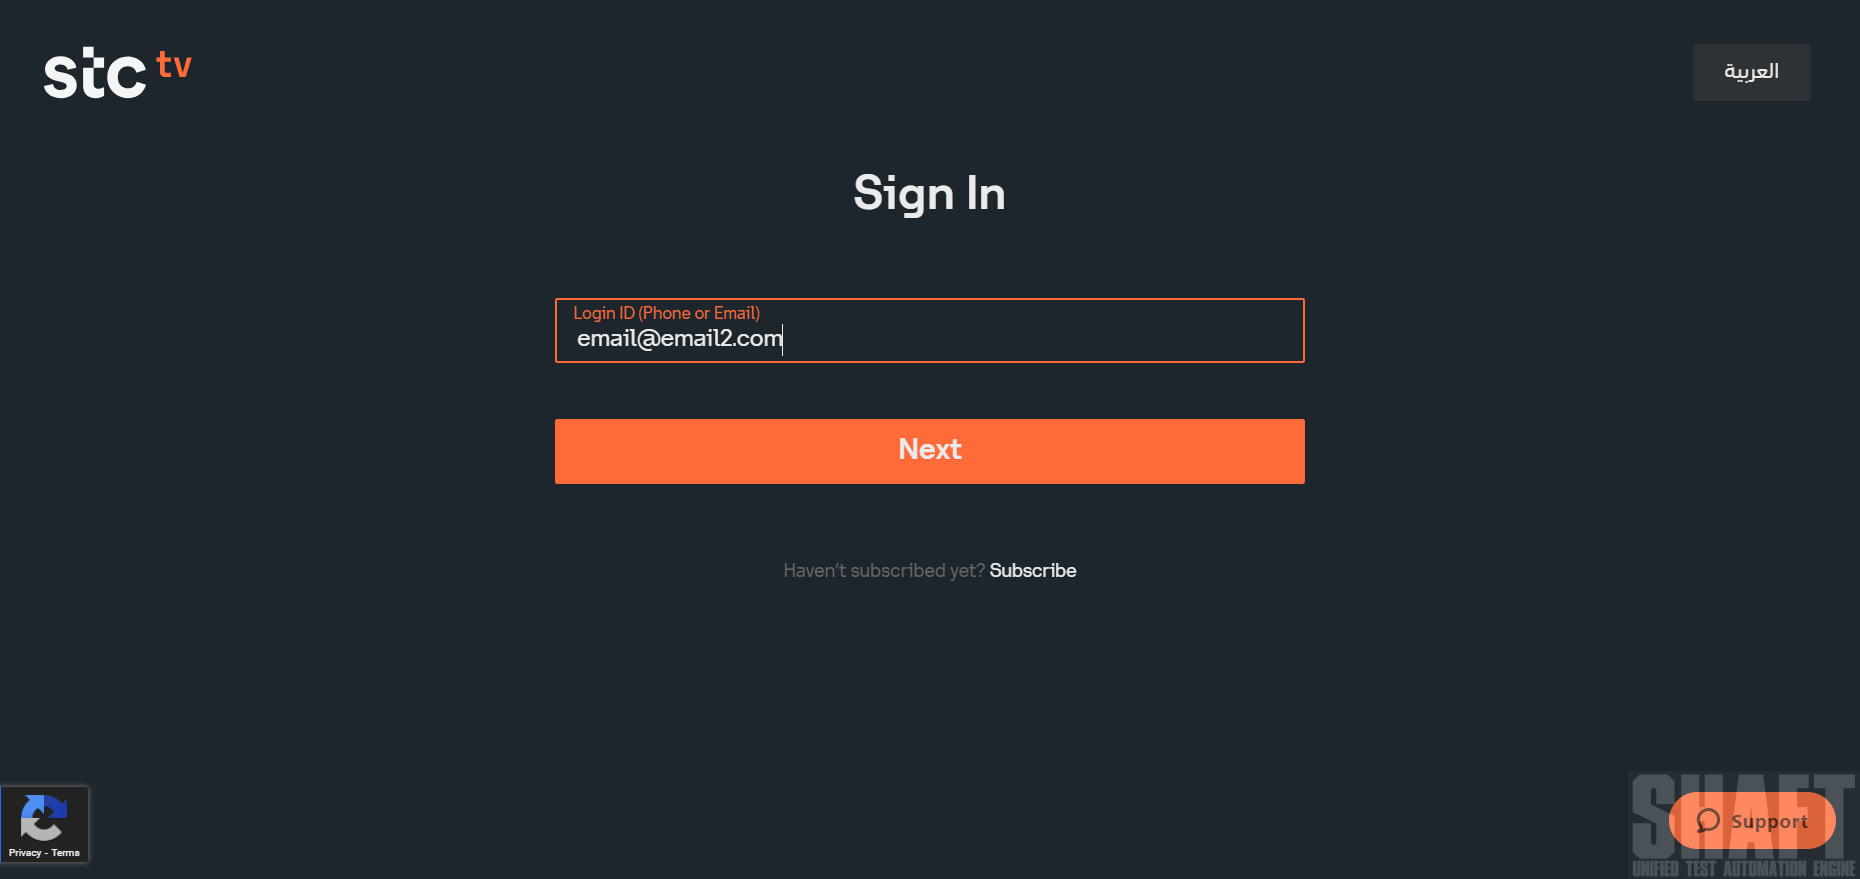 stc tv
العربية
Sign In
Login ID (Phone or Email)
email@email2.com
Next
Haven't subscribed yet? Subscribe
Privacy - Terms
Support
SHAFT
UNIFIED TEST AUTOMATION ENGINE